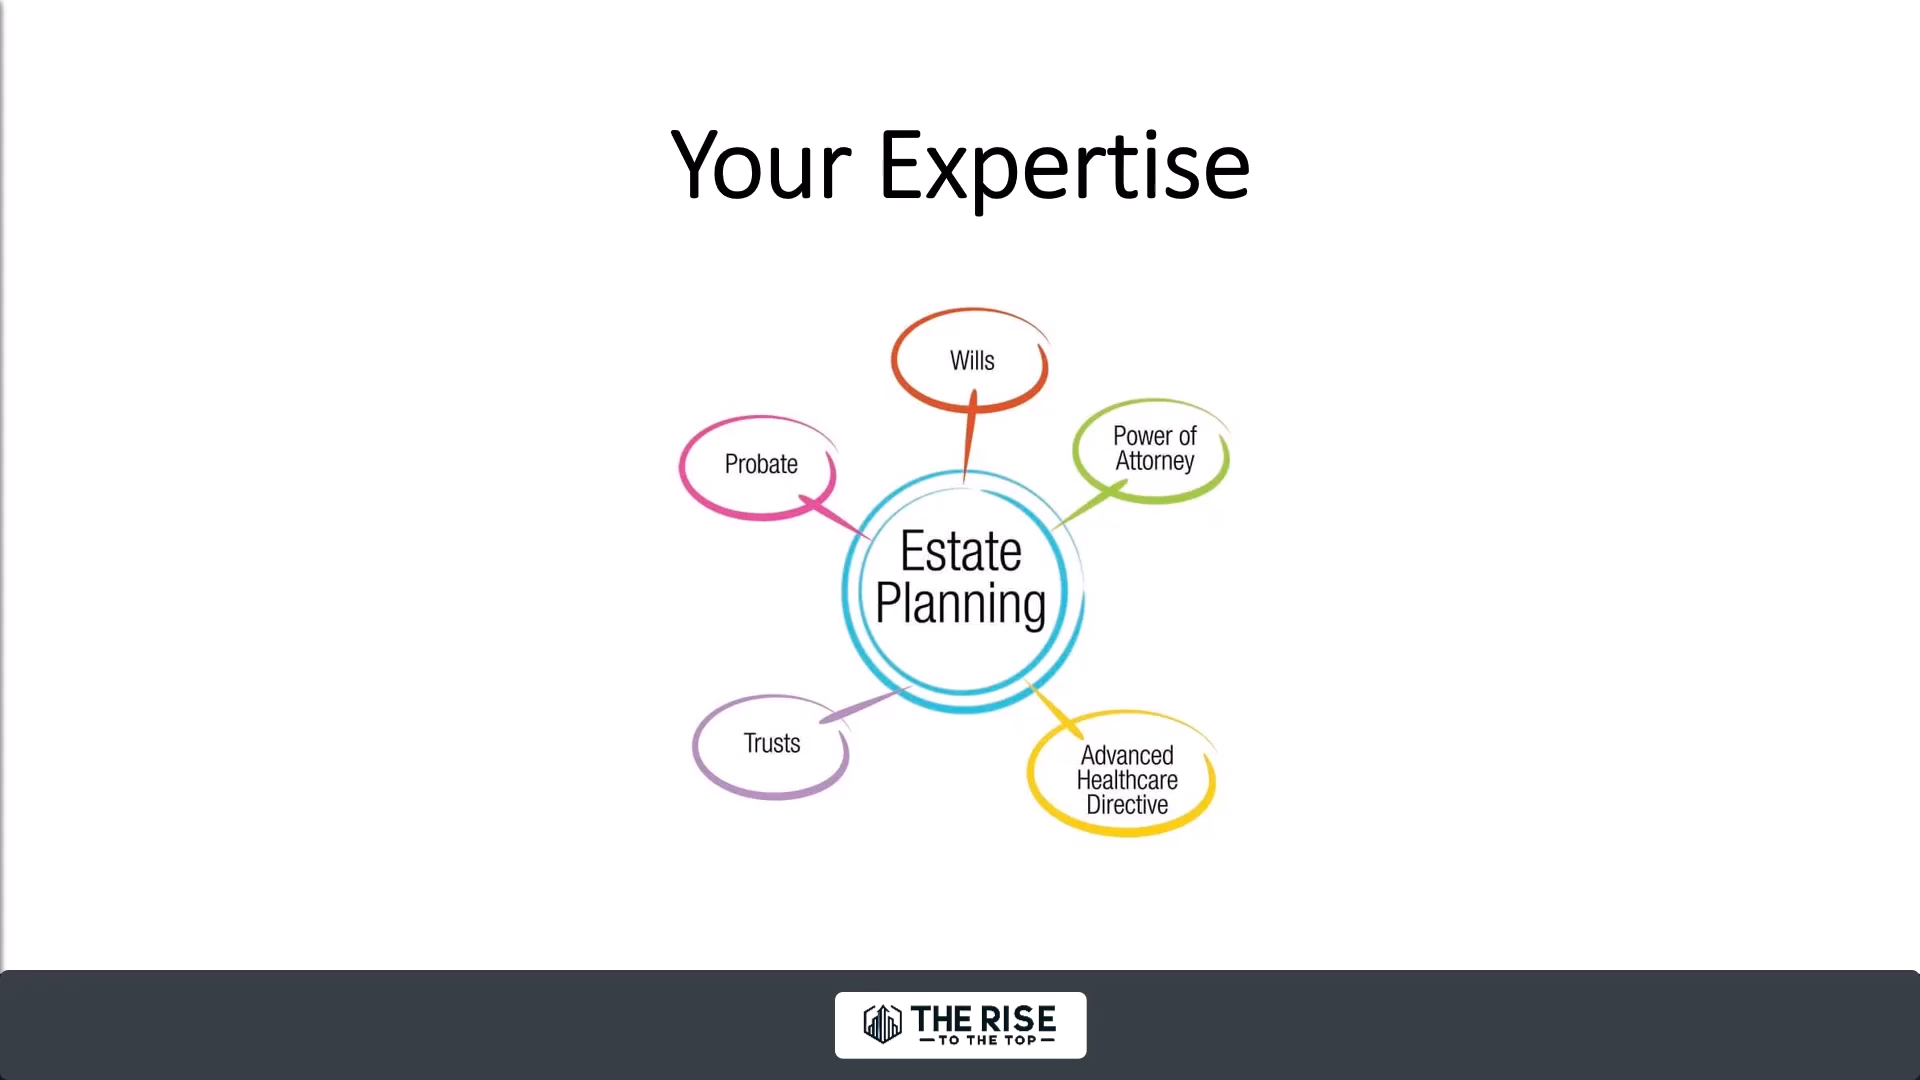 Your Expertise
Wills
Power of
Attorney
Probate
Estate
Planning
Trusts
Advanced
Healthcare
Directive
THE RISE
TO THE TOP